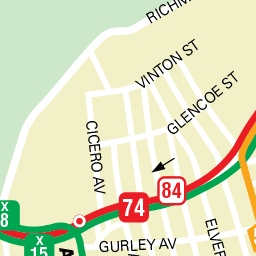 RICHM
VINTON ST
GLENCOE ST
CICERO AV
84
74
X
8
X
15
ELVER
GURLEY AV
A